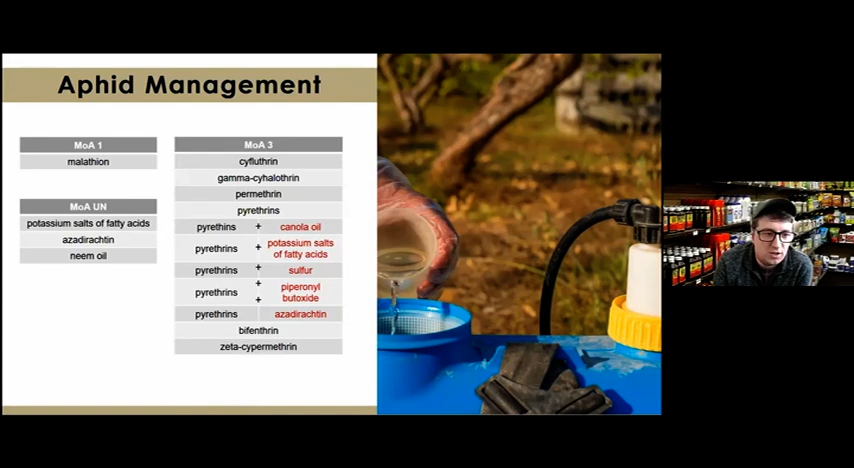 Aphid Management
MoA 1
malathion
MoA UN
potassium salts of fatty acids
azadirachtin
neem oil
MoA 3
cyfluthrin
gamma-cyhalothrin
permethrin
pyrethrins
pyrethins + canola oil
pyrethrins + potassium salts
of fatty acids
pyrethrins + sulfur
pyrethrins + piperonyl
butoxide
pyrethrins + azadirachtin
bifenthrin
zeta-cypermethrin